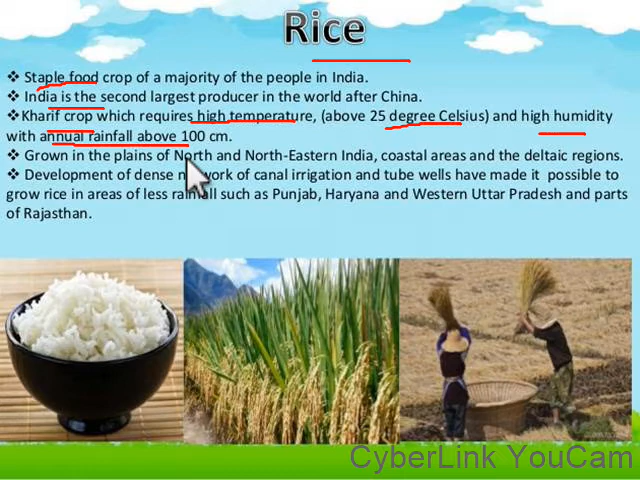 Rice
❖ Staple food crop of a majority of the people in India.
❖ India is the second largest producer in the world after China.
❖Kharif crop which requires high temperature, (above 25 degree Celsius) and high humidity
with annual rainfall above 100 cm.
❖ Grown in the plains of North and North-Eastern India, coastal areas and the deltaic regions.
❖ Development of dense network of canal irrigation and tube wells have made it possible to
grow rice in areas of less rainfall such as Punjab, Haryana and Western Uttar Pradesh and parts
of Rajasthan.
CyberLink YouCam